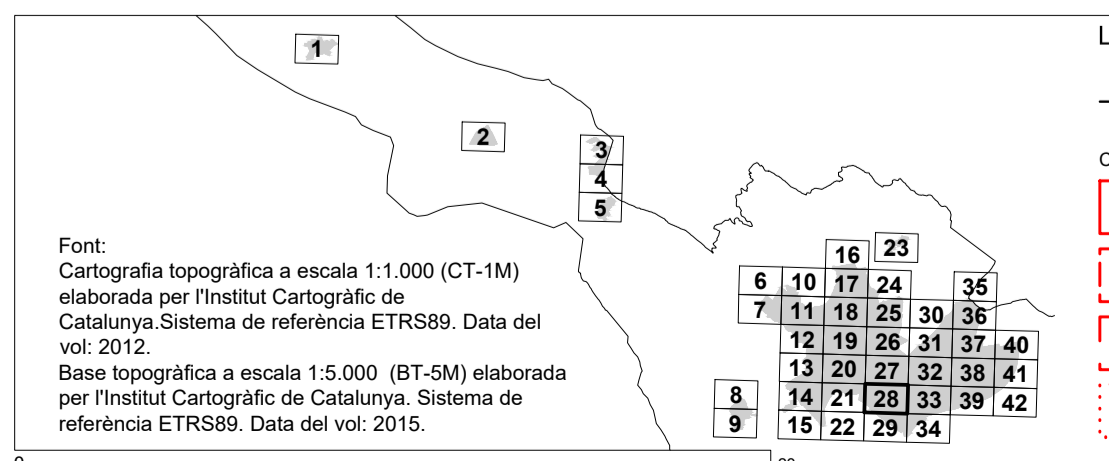 1
2
3
4
5
Font:
Cartografia topogràfica a escala 1:1.000 (CT-1M)
elaborada per l'Institut Cartogràfic de
Catalunya.Sistema de referència ETRS89. Data del
vol: 2012.
Base topogràfica a escala 1:5.000 (BT-5M) elaborada
per l'Institut Cartogràfic de Catalunya. Sistema de
referència ETRS89. Data del vol: 2015.
16 23
6 10 17 24 35
7 11 18 25 30 36
12 19 26 31 37 40
13 20 27 32 38 41
8 14 21 28 33 39 42
9 15 22 29 34
L